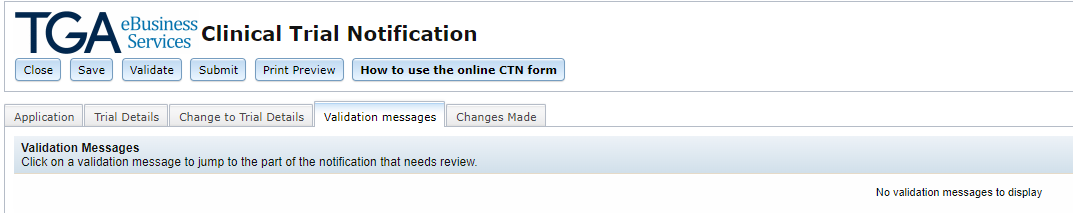 TGA eBusiness Services Clinical Trial Notification
Close Save Validate Submit Print Preview How to use the online CTN form
Application Trial Details Change to Trial Details Validation messages Changes Made
Validation Messages
Click on a validation message to jump to the part of the notification that needs review.
No validation messages to display